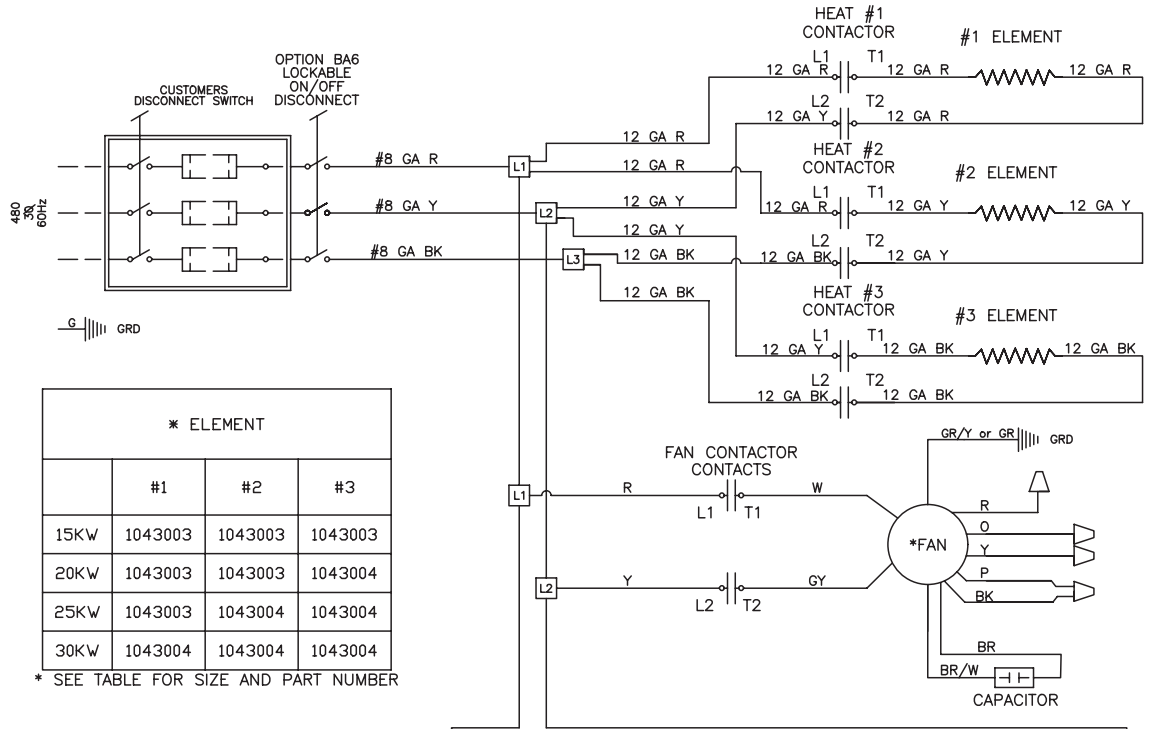 HEAT #1
CONTACTOR
#1 ELEMENT
L1 T1
12 GA R 12 GA R 12 GA R
L2 T2
12 GA Y 12 GA R
OPTION BA6
LOCKABLE
ON/OFF
DISCONNECT
CUSTOMERS
DISCONNECT SWITCH
480
3Ø
60Hz
#8 GA R
#8 GA Y
#8 GA BK
L1
L2
L3
12 GA R
12 GA R
12 GA Y
12 GA Y
12 GA BK
12 GA BK
HEAT #2
CONTACTOR
#2 ELEMENT
L1 T1
12 GA R 12 GA Y 12 GA Y
L2 T2
12 GA BK 12 GA Y
HEAT #3
CONTACTOR
#3 ELEMENT
L1 T1
12 GA Y 12 GA BK 12 GA BK
L2 T2
12 GA BK 12 GA BK
G GRD
* ELEMENT
#1 #2 #3
15KW 1043003 1043003 1043003
20KW 1043003 1043003 1043004
25KW 1043003 1043004 1043004
30KW 1043004 1043004 1043004
* SEE TABLE FOR SIZE AND PART NUMBER
FAN CONTACTOR
CONTACTS
L1 R W
L1 T1
L2 Y GY
L2 T2
GR/Y or GR GRD
*FAN
R
O
Y
P
BK
BR
BR/W
CAPACITOR